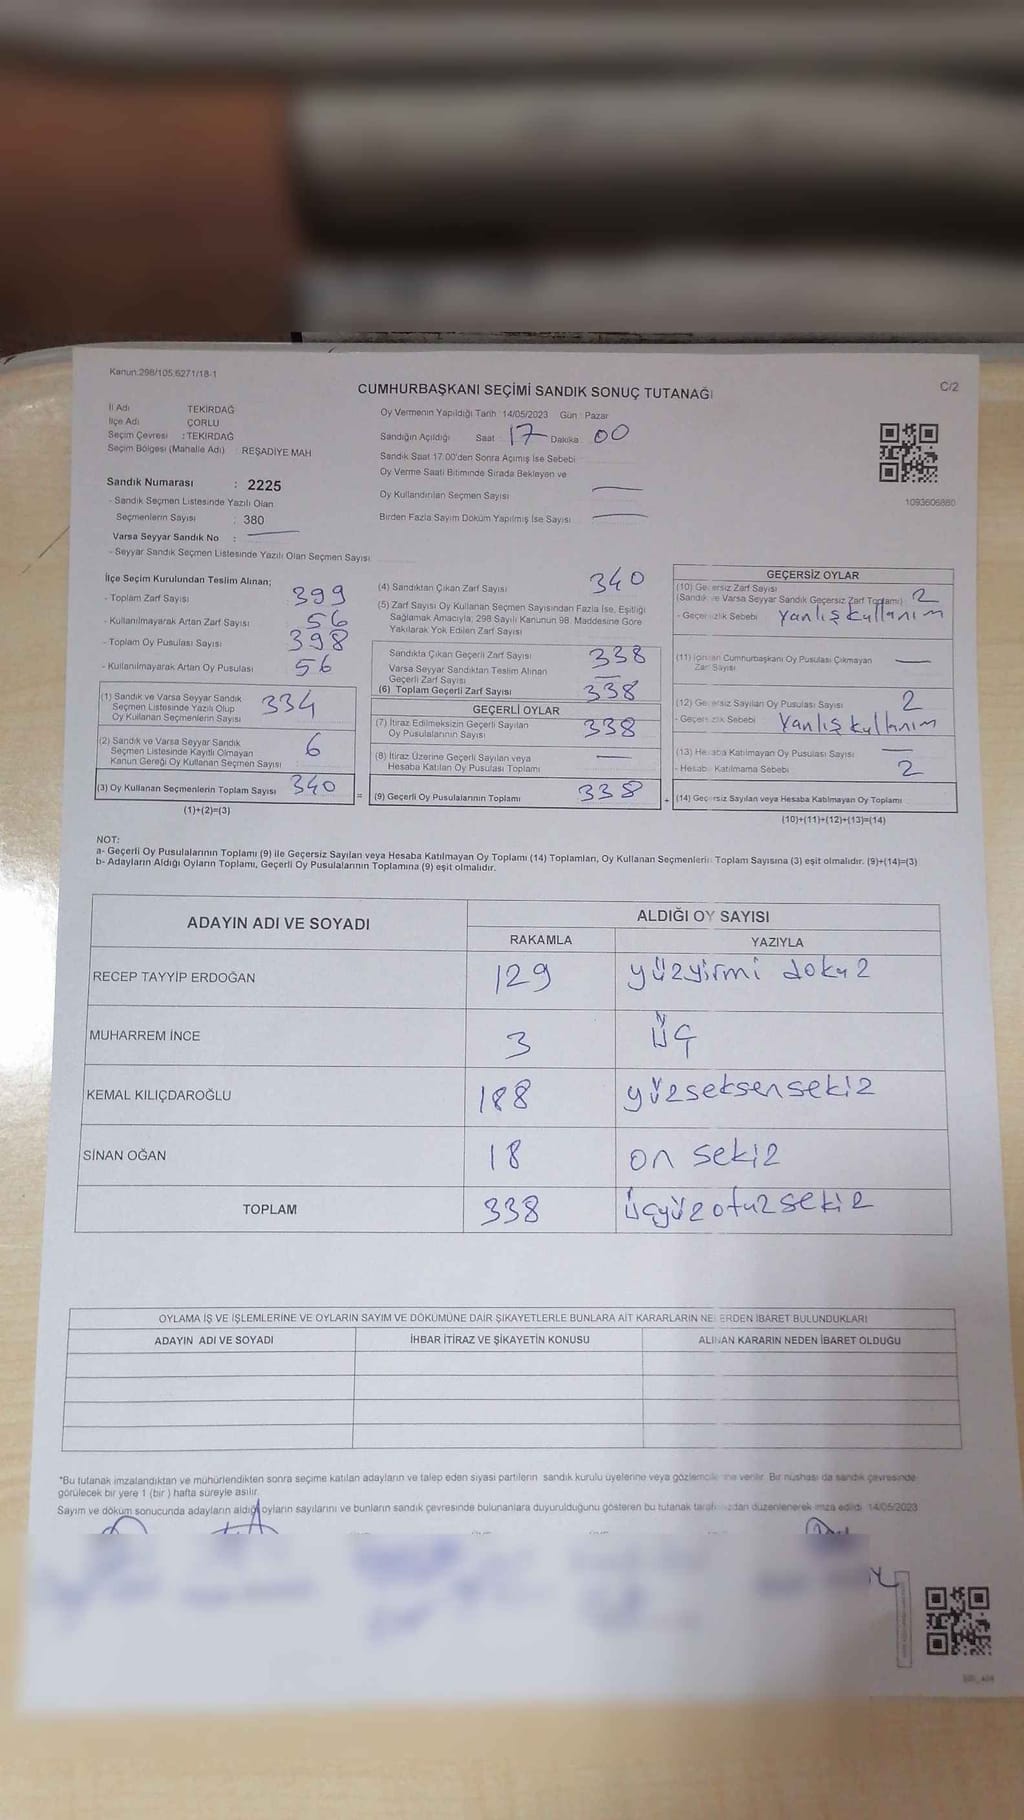 Kanun:298/105.6271/18-1
C/2
CUMHURBAŞKANI SEÇİMİ SANDIK SONUÇ TUTANAĞI
İl Adı TEKİRDAĞ
İlçe Adı ÇORLU
Seçim Çevresi : TEKİRDAĞ
Seçim Bölgesi (Mahalle Adı) : REŞADİYE MAH
Sandık Numarası : 2225
- Sandık Seçmen Listesinde Yazılı Olan
Seçmenlerin Sayısı : 380
Varsa Seyyar Sandık No :
- Seyyar Sandık Seçmen Listesinde Yazılı Olan Seçmen Sayısı
Oy Vermenin Yapıldığı Tarih : 14/05/2023 Gün : Pazar
Sandığın Açıldığı Saat : 17 Dakika 00
Sandık Saat 17:00'den Sonra Açımış İse Sebebi
Oy Verme Saati Bitiminde Sırada Bekleyen ve
Oy Kullandırılan Seçmen Sayısı
Birden Fazla Sayım Döküm Yapılmış İse Sayısı
1093606880
İlçe Seçim Kurulundan Teslim Alınan;
- Toplam Zarf Sayısı 399
- Kullanılmayarak Artan Zarf Sayısı 56
- Toplam Oy Pusulası Sayısı 398
- Kullanılmayarak Artan Oy Pusulası 56
(1) Sandık ve Varsa Seyyar Sandık
Seçmen Listesinde Yazılı Olup
Oy Kullanan Seçmenlerin Sayısı 334
(2) Sandık ve Varsa Seyyar Sandık
Seçmen Listesinde Kayıtlı Olmayan
Kanun Gereği Oy Kullanan Seçmen Sayısı 6
(3) Oy Kullanan Seçmenlerin Toplam Sayısı 340
(1)+(2)=(3)
(4) Sandıktan Çıkan Zarf Sayısı 340
(5) Zarf Sayısı Oy Kullanan Seçmen Sayısından Fazla İse, Eşitliği
Sağlamak Amacıyla; 298 Sayılı Kanunun 98. Maddesine Göre
Yakılarak Yok Edilen Zarf Sayısı
Sandıkta Çıkan Geçerli Zarf Sayısı 338
Varsa Seyyar Sandıktan Teslim Alınan
Geçerli Zarf Sayısı
(6) Toplam Geçerli Zarf Sayısı 338
GEÇERLİ OYLAR
(7) İtiraz Edilmeksizin Geçerli Sayılan
Oy Pusulalarının Sayısı 338
(8) İtiraz Üzerine Geçerli Sayılan veya
Hesaba Katılan Oy Pusulası Toplamı
= (9) Geçerli Oy Pusulalarının Toplamı 338
GEÇERSİZ OYLAR
(10) Geçersiz Zarf Sayısı
(Sandık ve Varsa Seyyar Sandık Geçersiz Zarf Toplamı) 2
- Geçersizlik Sebebi Yanlış kullanım
(11) İçinden Cumhurbaşkanı Oy Pusulası Çıkmayan
Zarf Sayısı
(12) Geçersiz Sayılan Oy Pusulası Sayısı 2
- Geçersizlik Sebebi Yanlış kullanım
(13) Hesaba Katılmayan Oy Pusulası Sayısı
- Hesaba Katılmama Sebebi 2
+ (14) Geçersiz Sayılan veya Hesaba Katılmayan Oy Toplamı
(10)+(11)+(12)+(13)=(14)
NOT:
a- Geçerli Oy Pusulalarının Toplamı (9) ile Geçersiz Sayılan veya Hesaba Katılmayan Oy Toplamı (14) Toplamları, Oy Kullanan Seçmenlerin Toplam Sayısına (3) eşit olmalıdır. (9)+(14)=(3)
b- Adayların Aldığı Oyların Toplamı, Geçerli Oy Pusulalarının Toplamına (9) eşit olmalıdır.
ADAYIN ADI VE SOYADI ALDIĞI OY SAYISI
RAKAMLA YAZIYLA
RECEP TAYYİP ERDOĞAN 129 yüzyirmi dokuz
MUHARREM İNCE 3 üç
KEMAL KILIÇDAROĞLU 188 yüzseksensekiz
SİNAN OĞAN 18 on sekiz
TOPLAM 338 üçyüzotuzsekiz
OYLAMA İŞ VE İŞLEMLERİNE VE OYLARIN SAYIM VE DÖKÜMÜNE DAİR ŞİKAYETLERLE BUNLARA AİT KARARLARIN NELERDEN İBARET BULUNDUKLARI
ADAYIN ADI VE SOYADI İHBAR İTİRAZ VE ŞİKAYETİN KONUSU ALINAN KARARIN NEDEN İBARET OLDUĞU
*Bu tutanak imzalandıktan ve mühürlendikten sonra seçime katılan adayların ve talep eden siyasi partilerin sandık kurulu üyelerine veya gözlemcilerine verilir. Bir nüshası da sandık çevresinde
görülecek bir yere 1 (bir) hafta süreyle asılır.
Sayım ve döküm sonucunda adayların aldığı oyların sayılarını ve bunların sandık çevresinde bulunanlara duyurulduğunu gösteren bu tutanak tarafımızdan düzenlenerek imza edildi. 14/05/2023